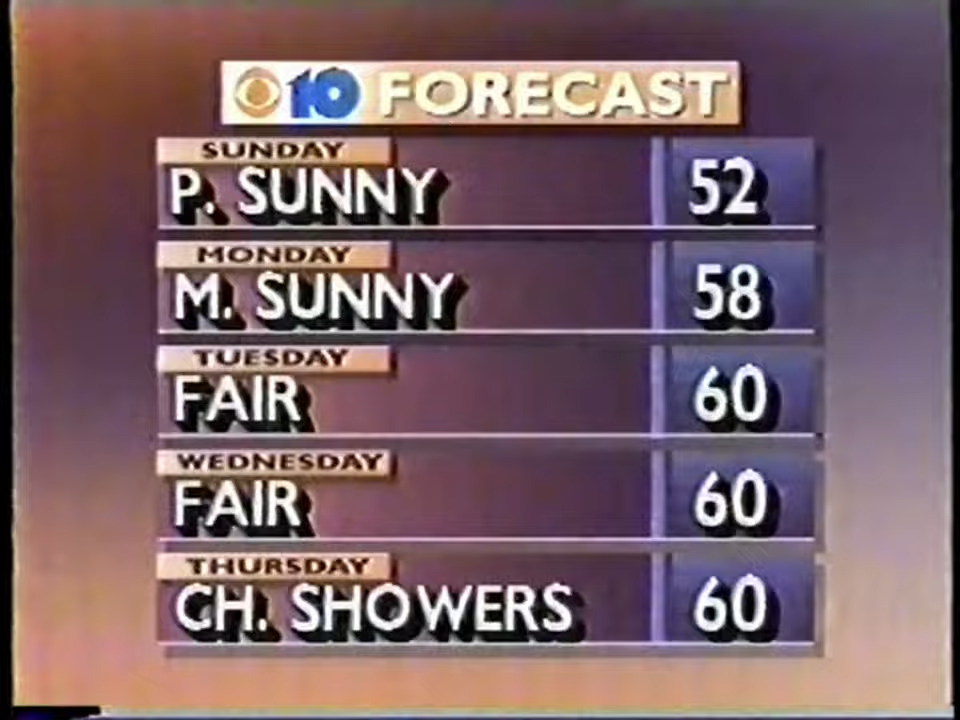 10 FORECAST
SUNDAY
P. SUNNY 52
MONDAY
M. SUNNY 58
TUESDAY
FAIR 60
WEDNESDAY
FAIR 60
THURSDAY
CH. SHOWERS 60